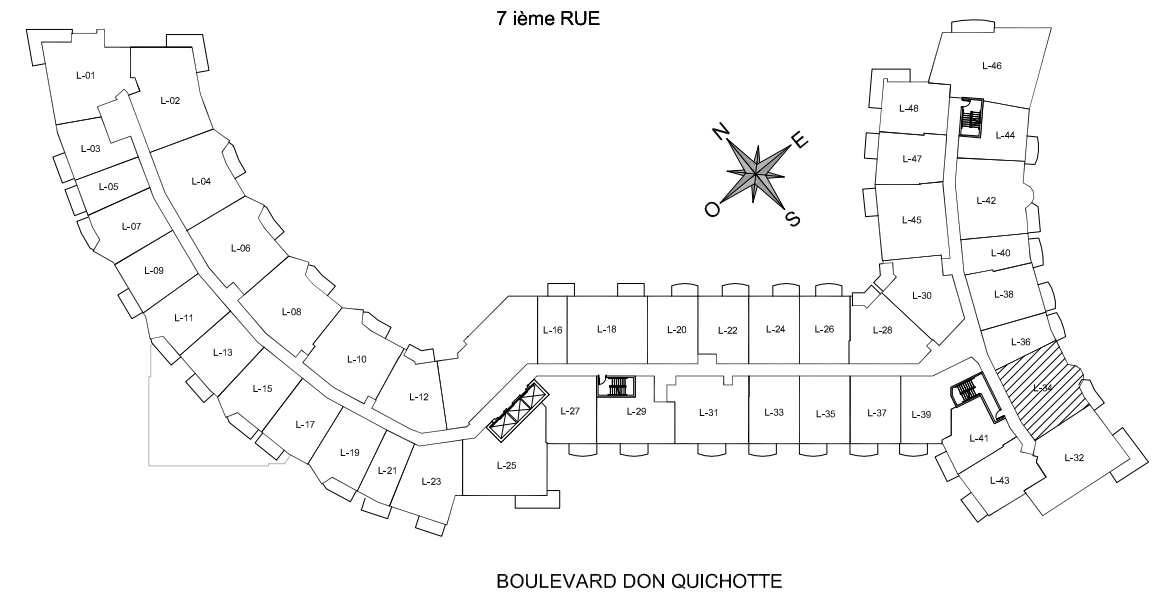 7 ième RUE
L-46
L-01
L-02
L-48
L-44
N
E
L-03
L-47
L-04
L-05
L-42
O
S
L-07
L-45
L-06
L-40
L-09
L-30
L-38
L-08
L-11
L-16
L-18
L-20
L-22
L-24
L-26
L-28
L-36
L-13
L-10
L-15
L-34
L-12
L-17
L-27
L-29
L-31
L-33
L-35
L-37
L-39
L-41
L-19
L-32
L-21
L-25
L-23
L-43
BOULEVARD DON QUICHOTTE